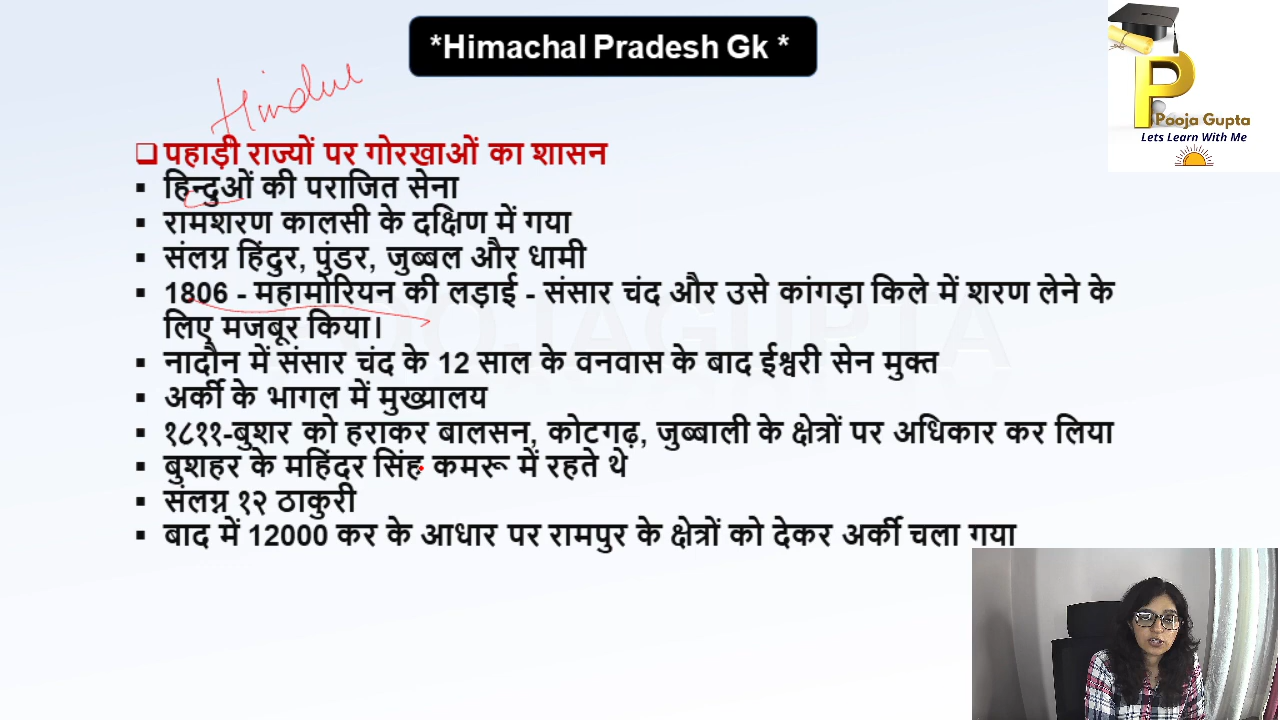 *Himachal Pradesh Gk *
P
Pooja Gupta
Lets Learn With Me
Hindur
❑ पहाड़ी राज्यों पर गोरखाओं का शासन
▪ हिन्दुओं की पराजित सेना
▪ रामशरण कालसी के दक्षिण में गया
▪ संलग्न हिंदुर, पुंडर, जुब्बल और धामी
▪ 1806 - महामोरियन की लड़ाई - संसार चंद और उसे कांगड़ा किले में शरण लेने के
लिए मजबूर किया।
▪ नादौन में संसार चंद के 12 साल के वनवास के बाद ईश्वरी सेन मुक्त
▪ अर्की के भागल में मुख्यालय
▪ १८११-बुशर को हराकर बालसन, कोटगढ़, जुब्बाली के क्षेत्रों पर अधिकार कर लिया
▪ बुशहर के महिंदर सिंह कमरू में रहते थे
▪ संलग्न १२ ठाकुरी
▪ बाद में 12000 कर के आधार पर रामपुर के क्षेत्रों को देकर अर्की चला गया
POOJAGUPTA